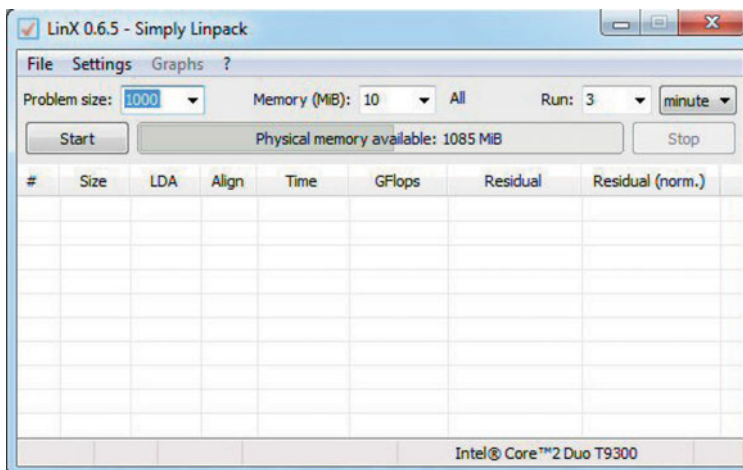 LinX 0.6.5 - Simply Linpack
File Settings Graphs ?
Problem size: 1000 Memory (MiB): 10 All Run: 3 minute
Start Physical memory available: 1085 MiB Stop
# Size LDA Align Time GFlops Residual Residual (norm.)
Intel® Core™2 Duo T9300